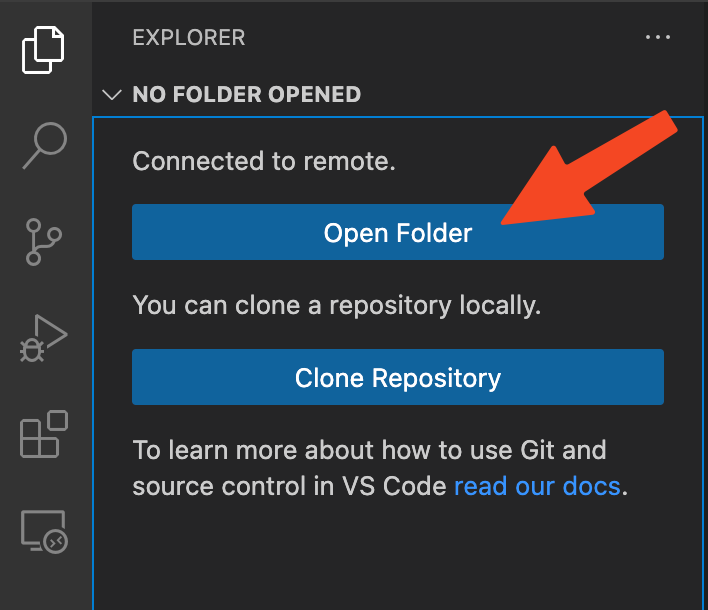 EXPLORER
NO FOLDER OPENED
Connected to remote.
Open Folder
You can clone a repository locally.
Clone Repository
To learn more about how to use Git and
source control in VS Code read our docs.